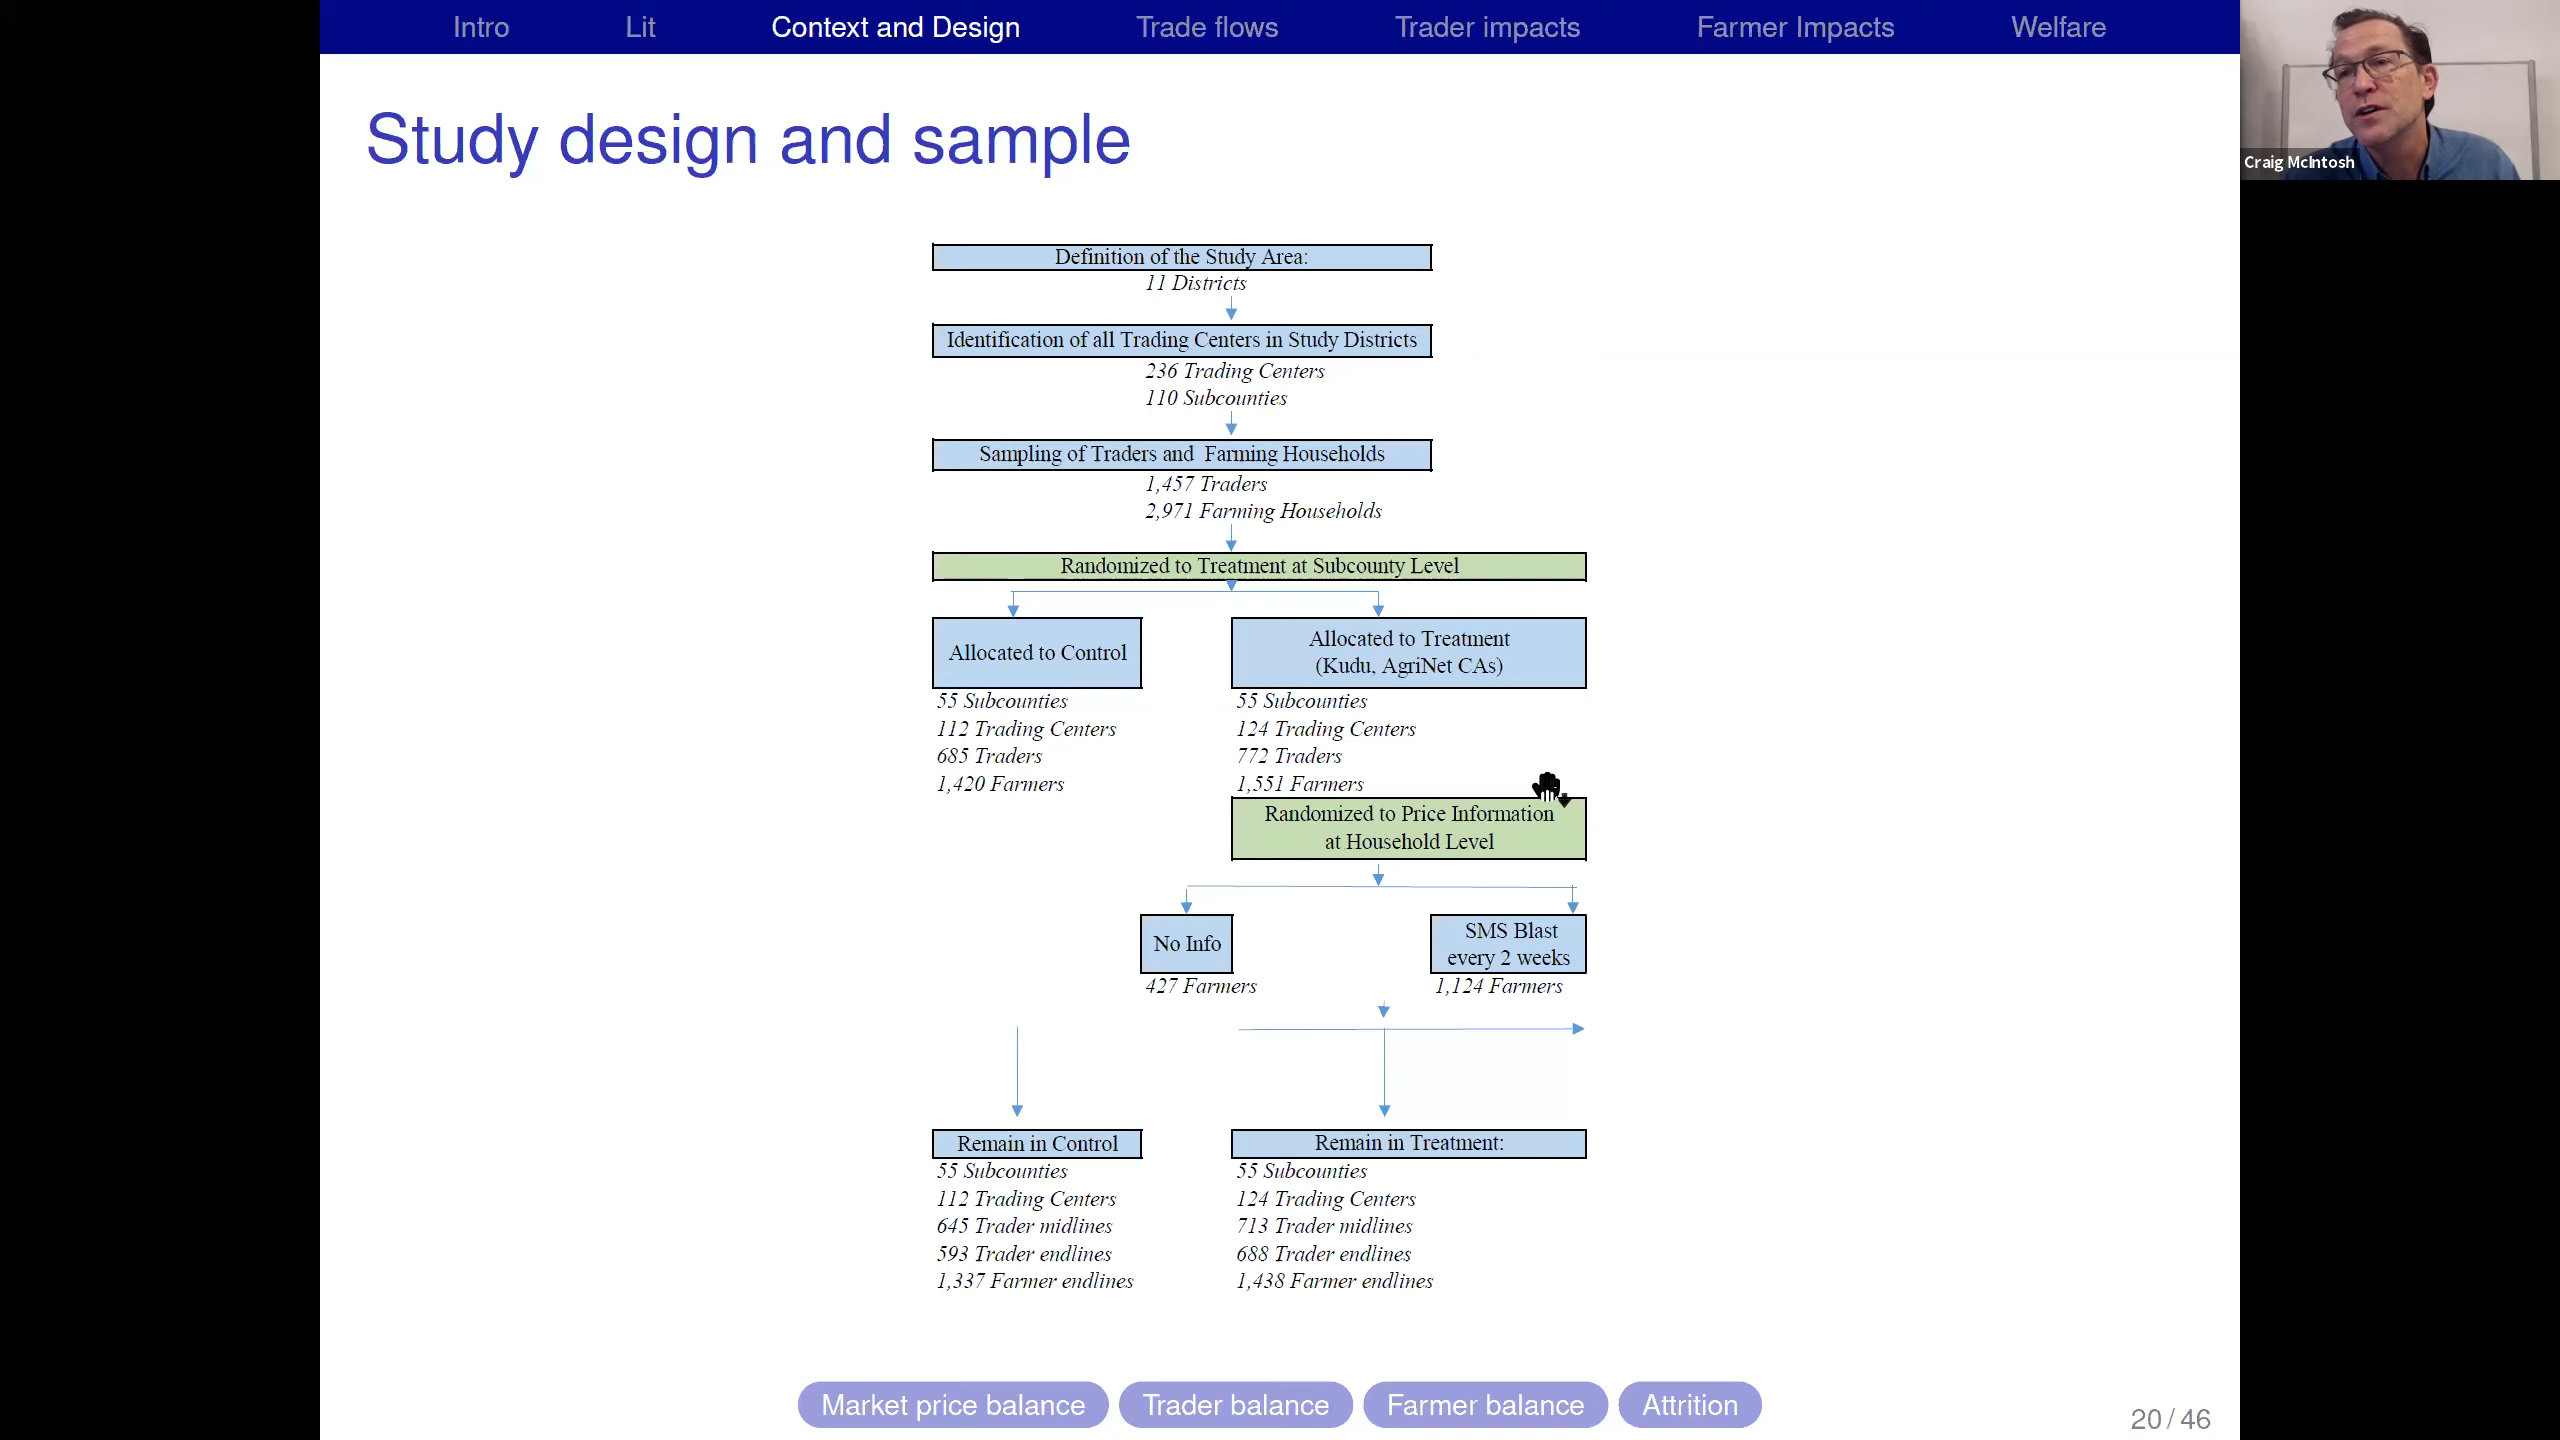 Intro Lit Context and Design Trade flows Trader impacts Farmer Impacts Welfare
Craig McIntosh
Study design and sample
Definition of the Study Area:
11 Districts
Identification of all Trading Centers in Study Districts
236 Trading Centers
110 Subcounties
Sampling of Traders and Farming Households
1,457 Traders
2,971 Farming Households
Randomized to Treatment at Subcounty Level
Allocated to Control
55 Subcounties
112 Trading Centers
685 Traders
1,420 Farmers
Allocated to Treatment
(Kudu, AgriNet CAs)
55 Subcounties
124 Trading Centers
772 Traders
1,551 Farmers
Randomized to Price Information
at Household Level
No Info
427 Farmers
SMS Blast
every 2 weeks
1,124 Farmers
Remain in Control
55 Subcounties
112 Trading Centers
645 Trader midlines
593 Trader endlines
1,337 Farmer endlines
Remain in Treatment:
55 Subcounties
124 Trading Centers
713 Trader midlines
688 Trader endlines
1,438 Farmer endlines
Market price balance Trader balance Farmer balance Attrition
20 / 46